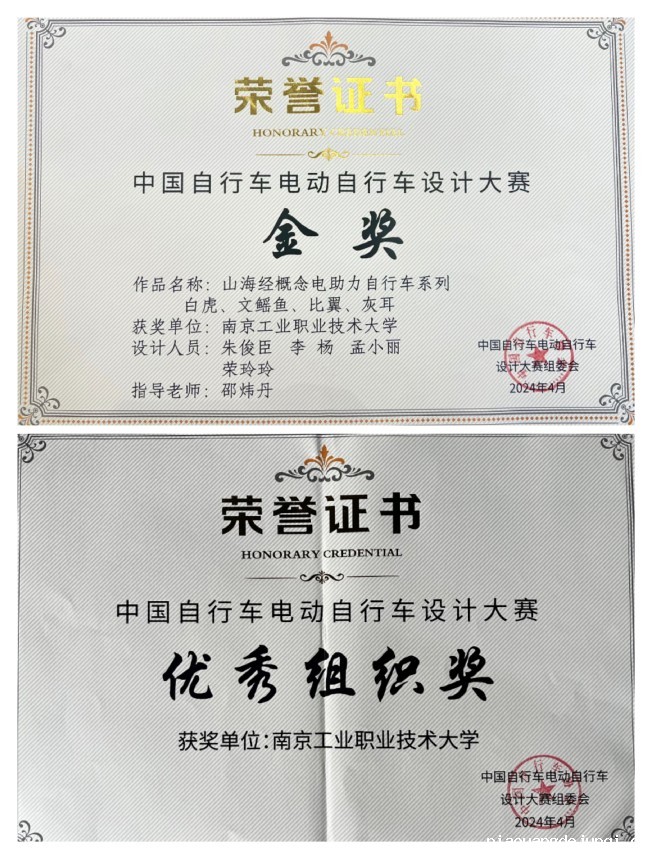 荣誉证书
HONORARY CREDENTIAL
中国自行车电动自行车设计大赛
金奖
作品名称：山海经概念电助力自行车系列
白虎、文鳐鱼、比翼、灰耳
获奖单位：南京工业职业技术大学
设计人员：朱俊臣 李 杨 孟小丽
荣玲玲
指导老师：邵炜丹
中国自行车电动自行车
设计大赛组委会
2024年4月
荣誉证书
HONORARY CREDENTIAL
中国自行车电动自行车设计大赛
优秀组织奖
获奖单位：南京工业职业技术大学
中国自行车电动自行车
设计大赛组委会
2024年4月